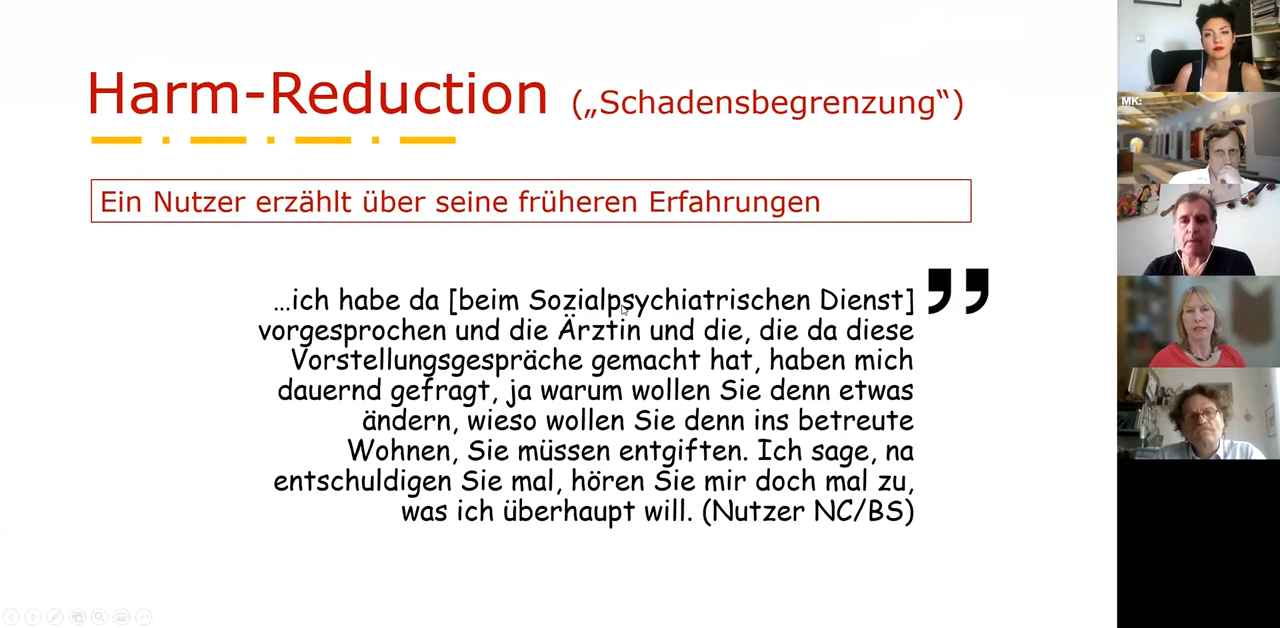 Harm-Reduction („Schadensbegrenzung“)
Ein Nutzer erzählt über seine früheren Erfahrungen
...ich habe da [beim Sozialpsychiatrischen Dienst]
vorgesprochen und die Ärztin und die, die da diese
Vorstellungsgespräche gemacht hat, haben mich
dauernd gefragt, ja warum wollen Sie denn etwas
ändern, wieso wollen Sie denn ins betreute
Wohnen, Sie müssen entgiften. Ich sage, na
entschuldigen Sie mal, hören Sie mir doch mal zu,
was ich überhaupt will. (Nutzer NC/BS)
MK: